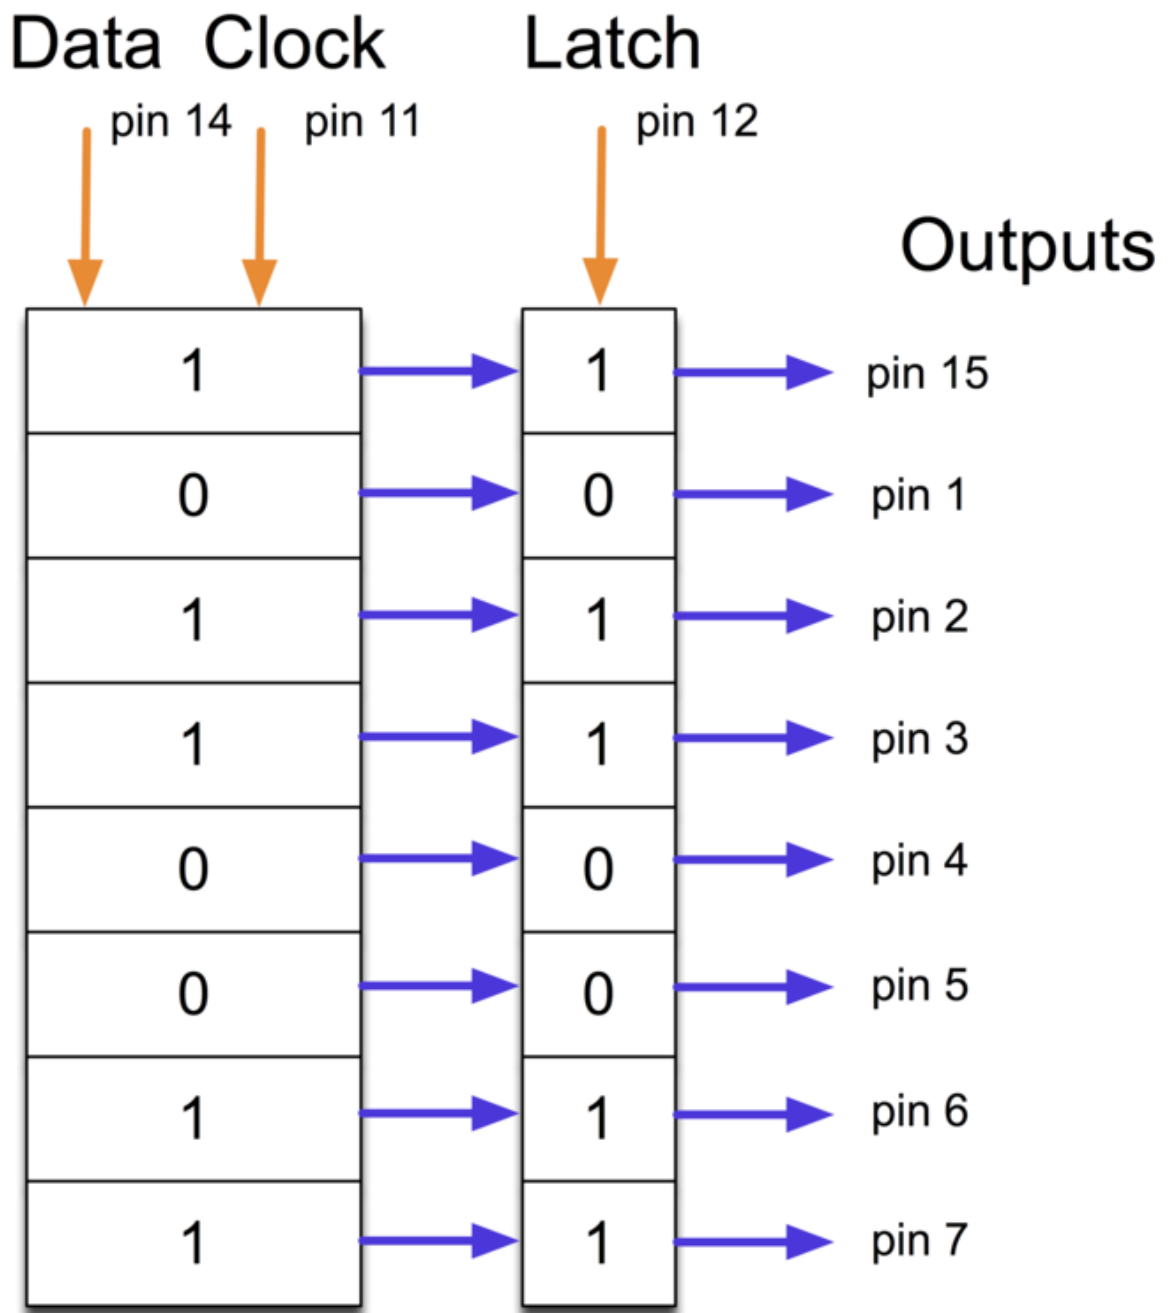 Data Clock Latch
pin 14 pin 11 pin 12
Outputs
1 1 pin 15
0 0 pin 1
1 1 pin 2
1 1 pin 3
0 0 pin 4
0 0 pin 5
1 1 pin 6
1 1 pin 7